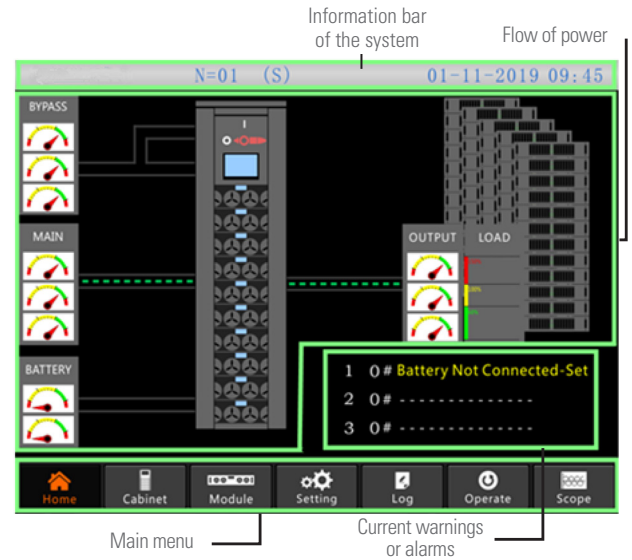 Information bar
of the system
Flow of power
N=01 (S) 01-11-2019 09:45
BYPASS
MAIN
OUTPUT LOAD
BATTERY
1 0# Battery Not Connected-Set
2 0# - - - - - - - - - - - - - -
3 0# - - - - - - - - - - - - - -
Home Cabinet Module Setting Log Operate Scope
Main menu
Current warnings
or alarms